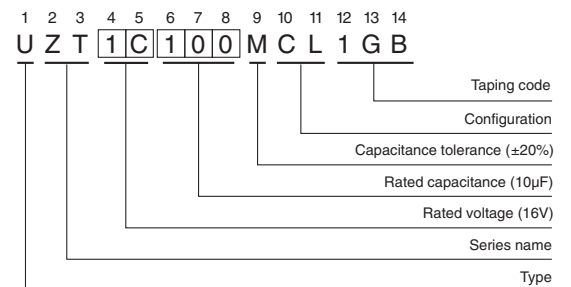 1 2 3 4 5 6 7 8 9 10 11 12 13 14
U Z T 1 C 1 0 0 M C L 1 G B
Taping code
Configuration
Capacitance tolerance (±20%)
Rated capacitance (10µF)
Rated voltage (16V)
Series name
Type